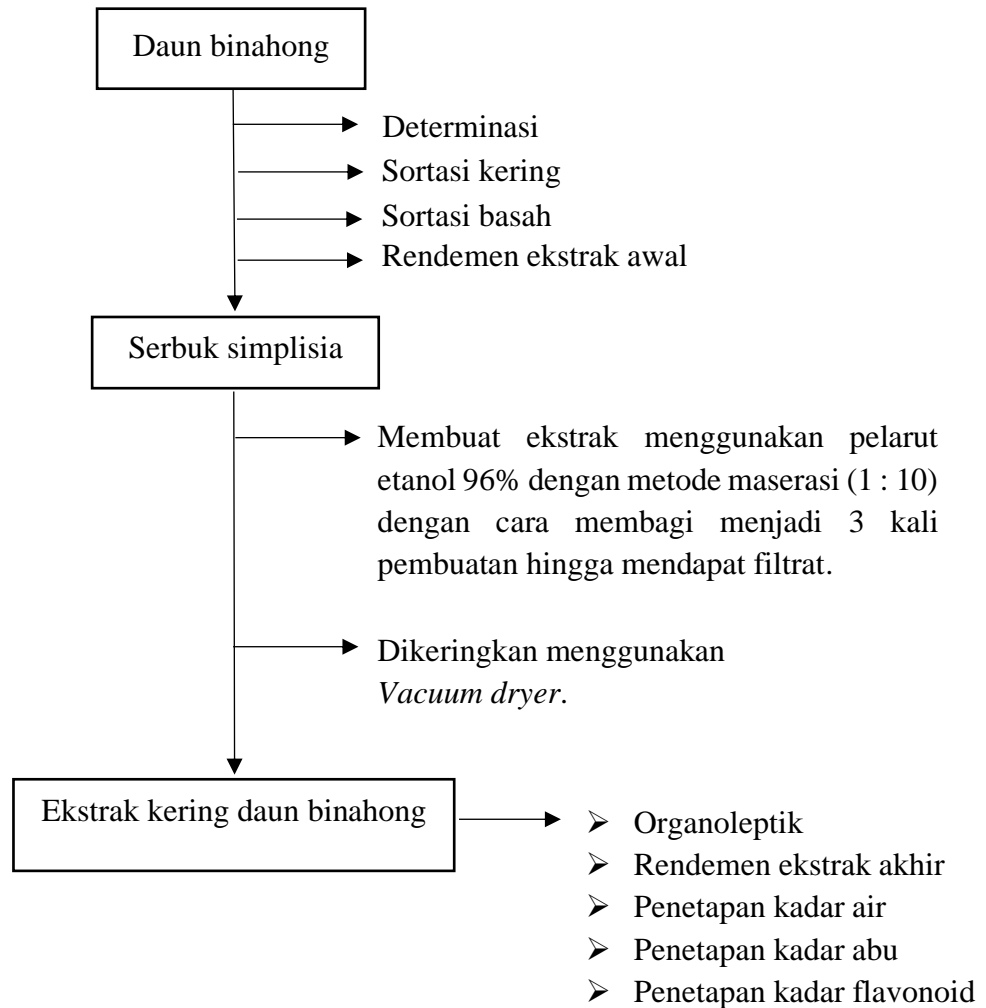 Daun binahong
Determinasi
Sortasi kering
Sortasi basah
Rendemen ekstrak awal
Serbuk simplisia
Membuat ekstrak menggunakan pelarut
etanol 96% dengan metode maserasi (1 : 10)
dengan cara membagi menjadi 3 kali
pembuatan hingga mendapat filtrat.
Dikeringkan menggunakan
Vacuum dryer.
Ekstrak kering daun binahong
➢ Organoleptik
➢ Rendemen ekstrak akhir
➢ Penetapan kadar air
➢ Penetapan kadar abu
➢ Penetapan kadar flavonoid